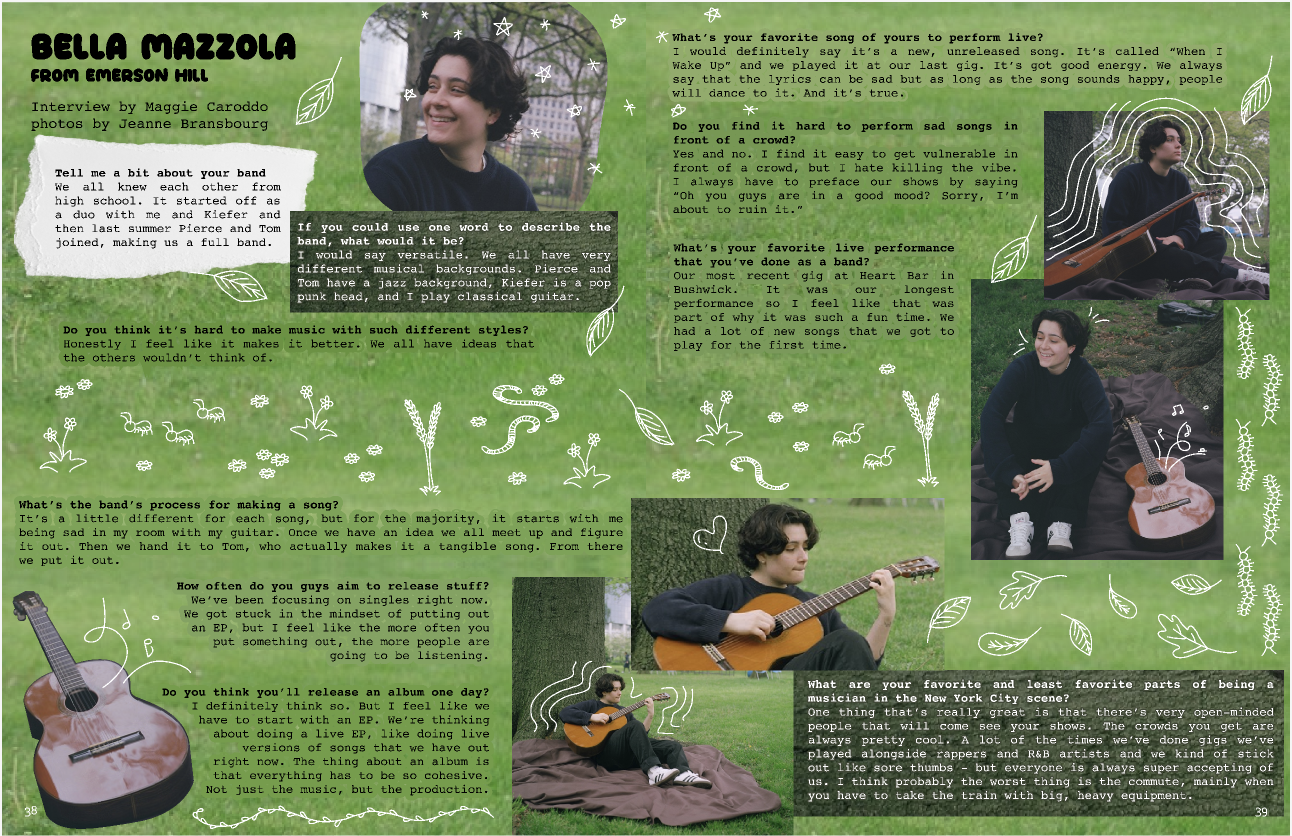 BELLA MAZZOLA
FROM EMERSON HILL
Interview by Maggie Caroddo
photos by Jeanne Bransbourg
Tell me a bit about your band
We all knew each other from
high school. It started off as
a duo with me and Kiefer and
then last summer Pierce and Tom
joined, making us a full band.
If you could use one word to describe the
band, what would it be?
I would say versatile. We all have very
different musical backgrounds. Pierce and
Tom have a jazz background, Kiefer is a pop
punk head, and I play classical guitar.
Do you think it's hard to make music with such different styles?
Honestly I feel like it makes it better. We all have ideas that
the others wouldn't think of.
What's the band's process for making a song?
It's a little different for each song, but for the majority, it starts with me
being sad in my room with my guitar. Once we have an idea we all meet up and figure
it out. Then we hand it to Tom, who actually makes it a tangible song. From there
we put it out.
How often do you guys aim to release stuff?
We've been focusing on singles right now.
We got stuck in the mindset of putting out
an EP, but I feel like the more often you
put something out, the more people are
going to be listening.
Do you think you'll release an album one day?
I definitely think so. But I feel like we
have to start with an EP. We're thinking
about doing a live EP, like doing live
versions of songs that we have out
right now. The thing about an album is
that everything has to be so cohesive.
Not just the music, but the production.
38
What's your favorite song of yours to perform live?
I would definitely say it's a new, unreleased song. It's called "When I
Wake Up" and we played it at our last gig. It's got good energy. We always
say that the lyrics can be sad but as long as the song sounds happy, people
will dance to it. And it's true.
Do you find it hard to perform sad songs in
front of a crowd?
Yes and no. I find it easy to get vulnerable in
front of a crowd, but I hate killing the vibe.
I always have to preface our shows by saying
"Oh you guys are in a good mood? Sorry, I'm
about to ruin it."
What's your favorite live performance
that you've done as a band?
Our most recent gig at Heart Bar in
Bushwick. It was our longest
performance so I feel like that was
part of why it was such a fun time. We
had a lot of new songs that we got to
play for the first time.
What are your favorite and least favorite parts of being a
musician in the New York City scene?
One thing that's really great is that there's very open-minded
people that will come see your shows. The crowds you get are
always pretty cool. A lot of the times we've done gigs we've
played alongside rappers and R&B artists and we kind of stick
out like sore thumbs - but everyone is always super accepting of
us. I think probably the worst thing is the commute, mainly when
you have to take the train with big, heavy equipment.
39